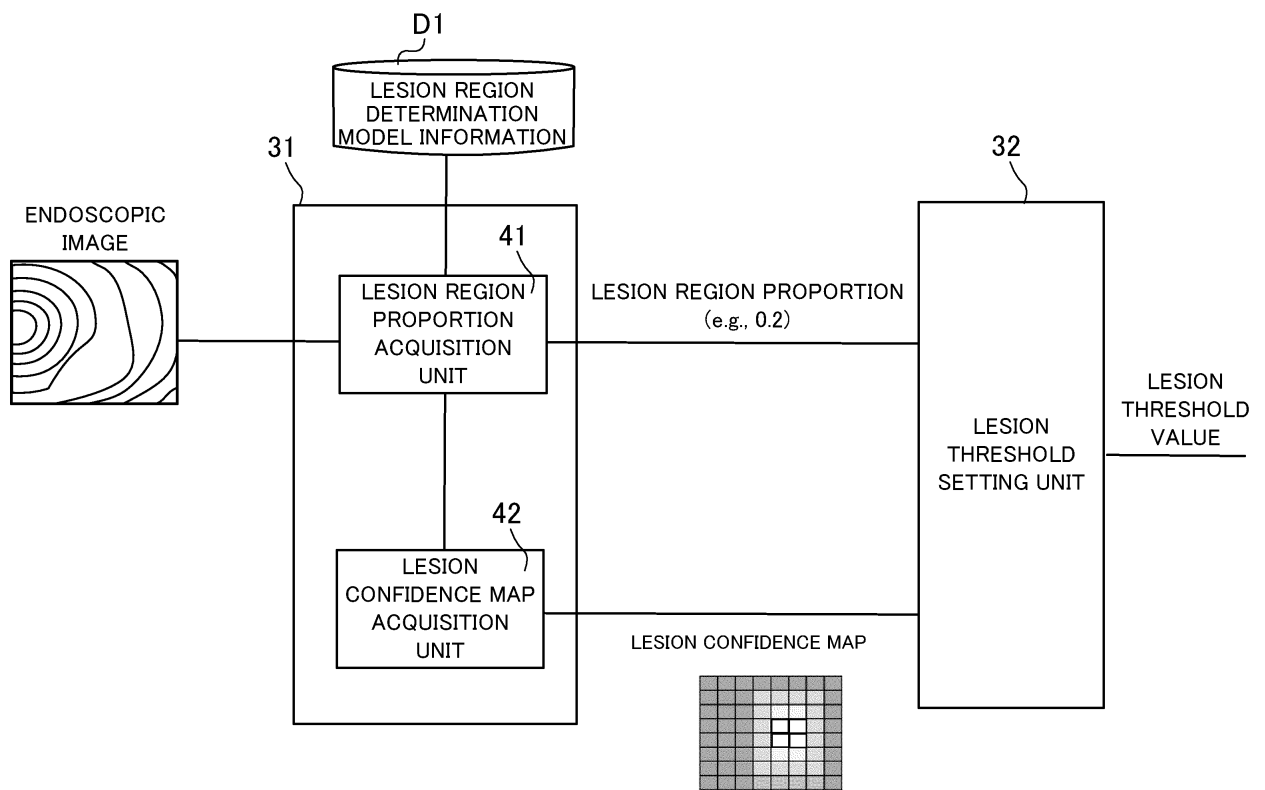 D1
LESION REGION
DETERMINATION
MODEL INFORMATION
31
32
ENDOSCOPIC
IMAGE
41
LESION REGION
PROPORTION
ACQUISITION
UNIT
LESION REGION PROPORTION
(e.g., 0.2)
LESION
THRESHOLD
SETTING UNIT
LESION
THRESHOLD
VALUE
42
LESION
CONFIDENCE MAP
ACQUISITION
UNIT
LESION CONFIDENCE MAP